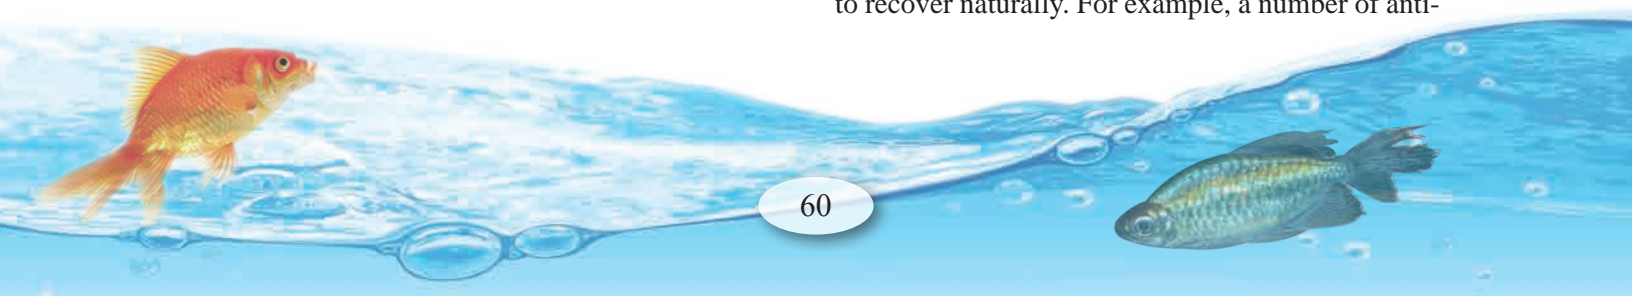 to recover naturally. For example, a number of anti-
60